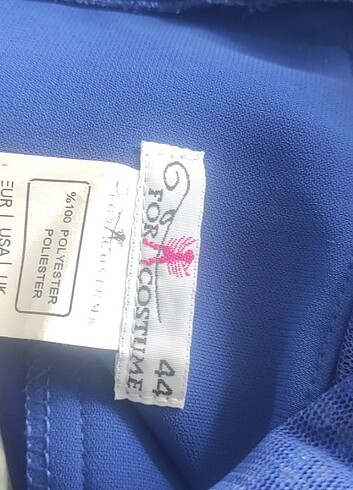 FOR COSTUME
44
%100 POLYESTER
POLIESTER
EUR | USA | UK